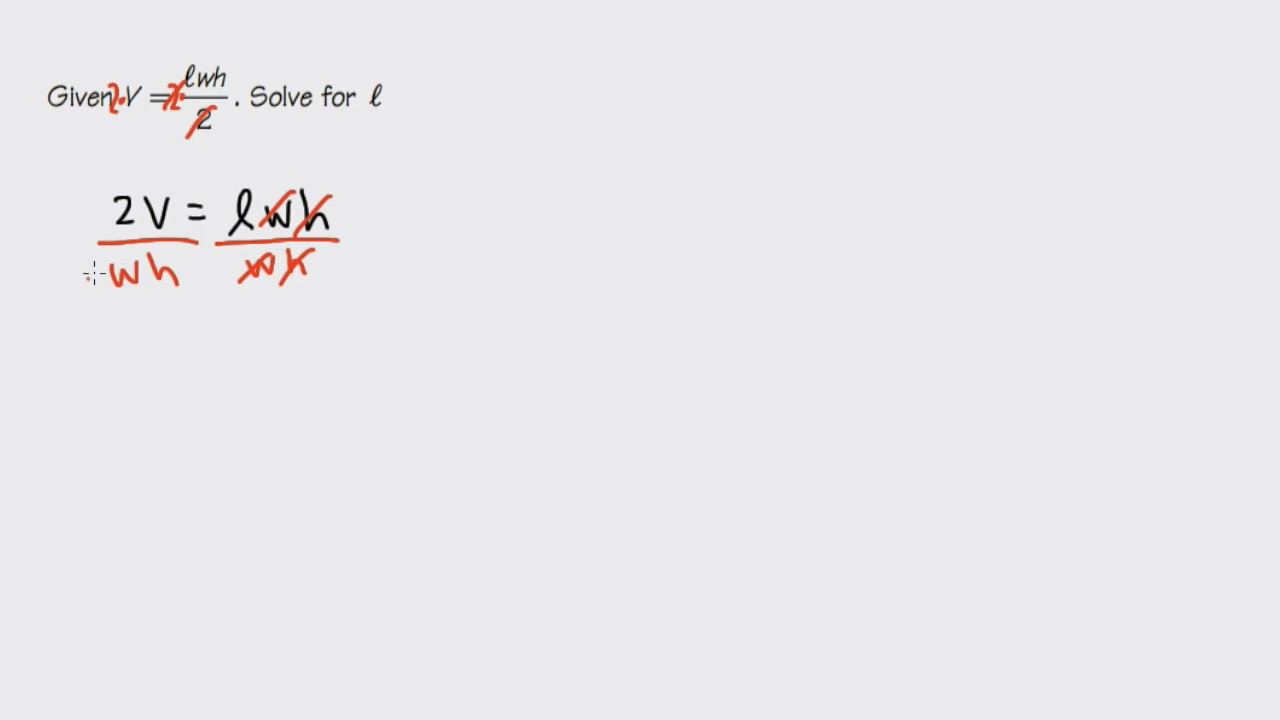 Given 2· V = 2· ℓwh/2 . Solve for ℓ
2V = ℓwh
wh wh